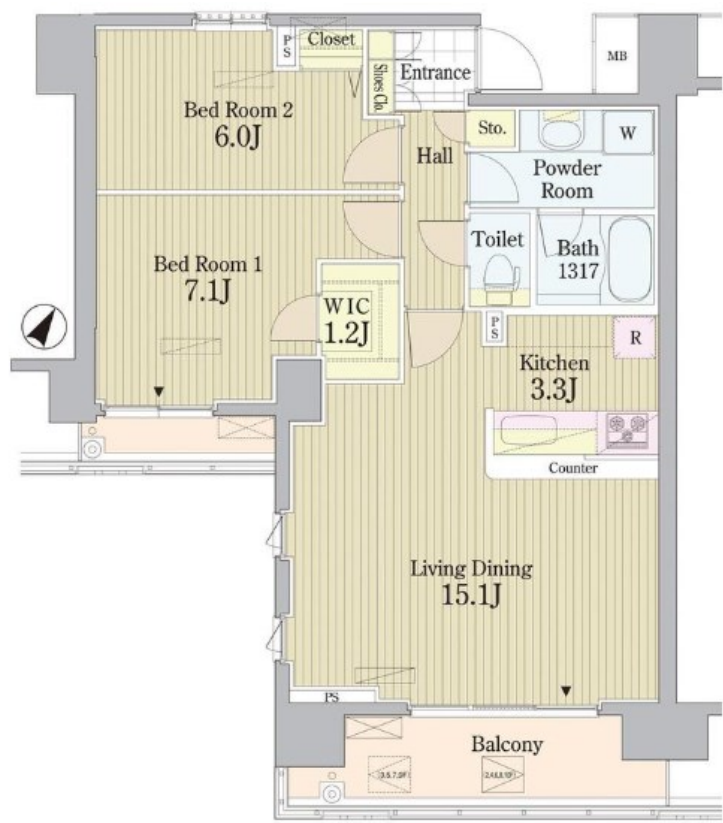 PS
Closet
Shoes Clo.
Entrance
MB
Bed Room 2
6.0J
Hall
Sto.
W
Powder
Room
Bed Room 1
7.1J
Toilet
Bath
1317
WIC
1.2J
PS
R
Kitchen
3.3J
Counter
Living Dining
15.1J
PS
Balcony